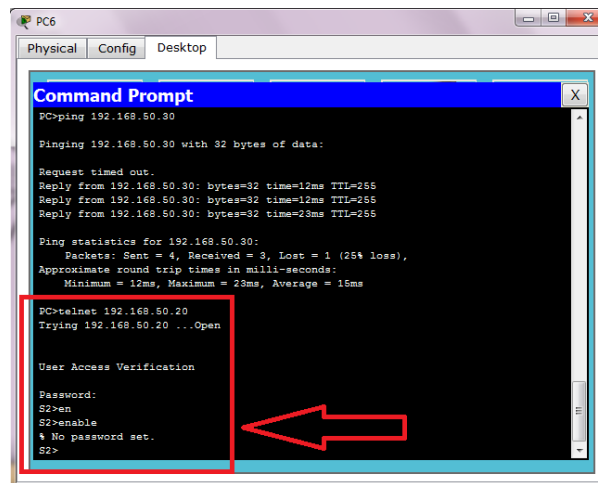 PC6
Physical Config Desktop
Command Prompt X
PC>ping 192.168.50.30
Pinging 192.168.50.30 with 32 bytes of data:
Request timed out.
Reply from 192.168.50.30: bytes=32 time=12ms TTL=255
Reply from 192.168.50.30: bytes=32 time=12ms TTL=255
Reply from 192.168.50.30: bytes=32 time=23ms TTL=255
Ping statistics for 192.168.50.30:
Packets: Sent = 4, Received = 3, Lost = 1 (25% loss),
Approximate round trip times in milli-seconds:
Minimum = 12ms, Maximum = 23ms, Average = 15ms
PC>telnet 192.168.50.20
Trying 192.168.50.20 ...Open
User Access Verification
Password:
S2>en
S2>enable
% No password set.
S2>